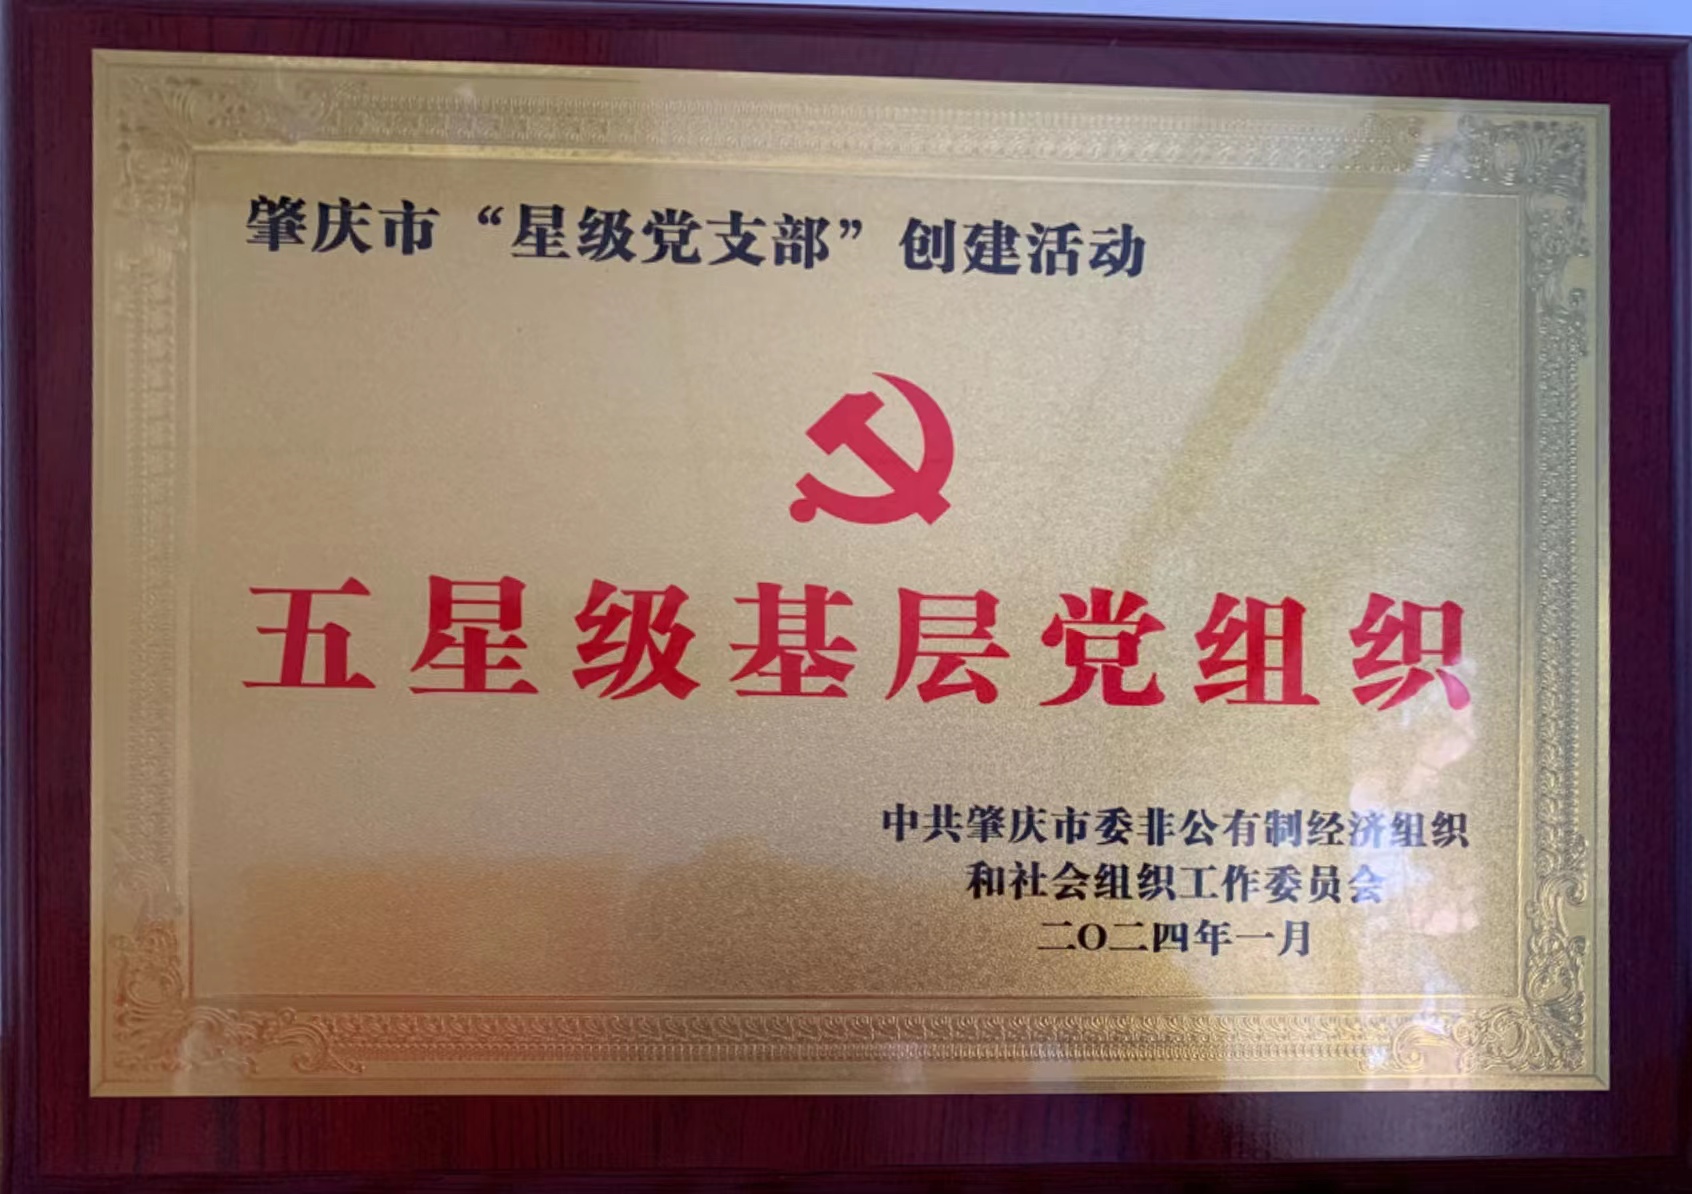 肇庆市“星级党支部”创建活动
五星级基层党组织
中共肇庆市委非公有制经济组织
和社会组织工作委员会
二〇二四年一月